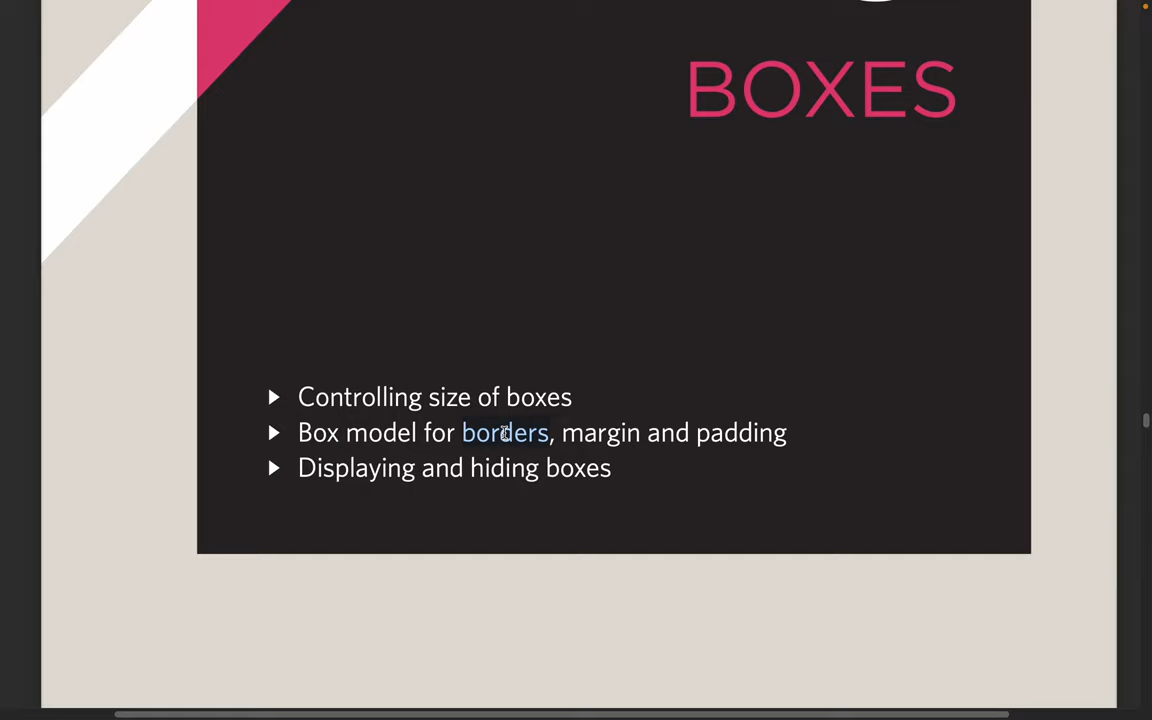 BOXES
Controlling size of boxes
Box model for borders, margin and padding
Displaying and hiding boxes